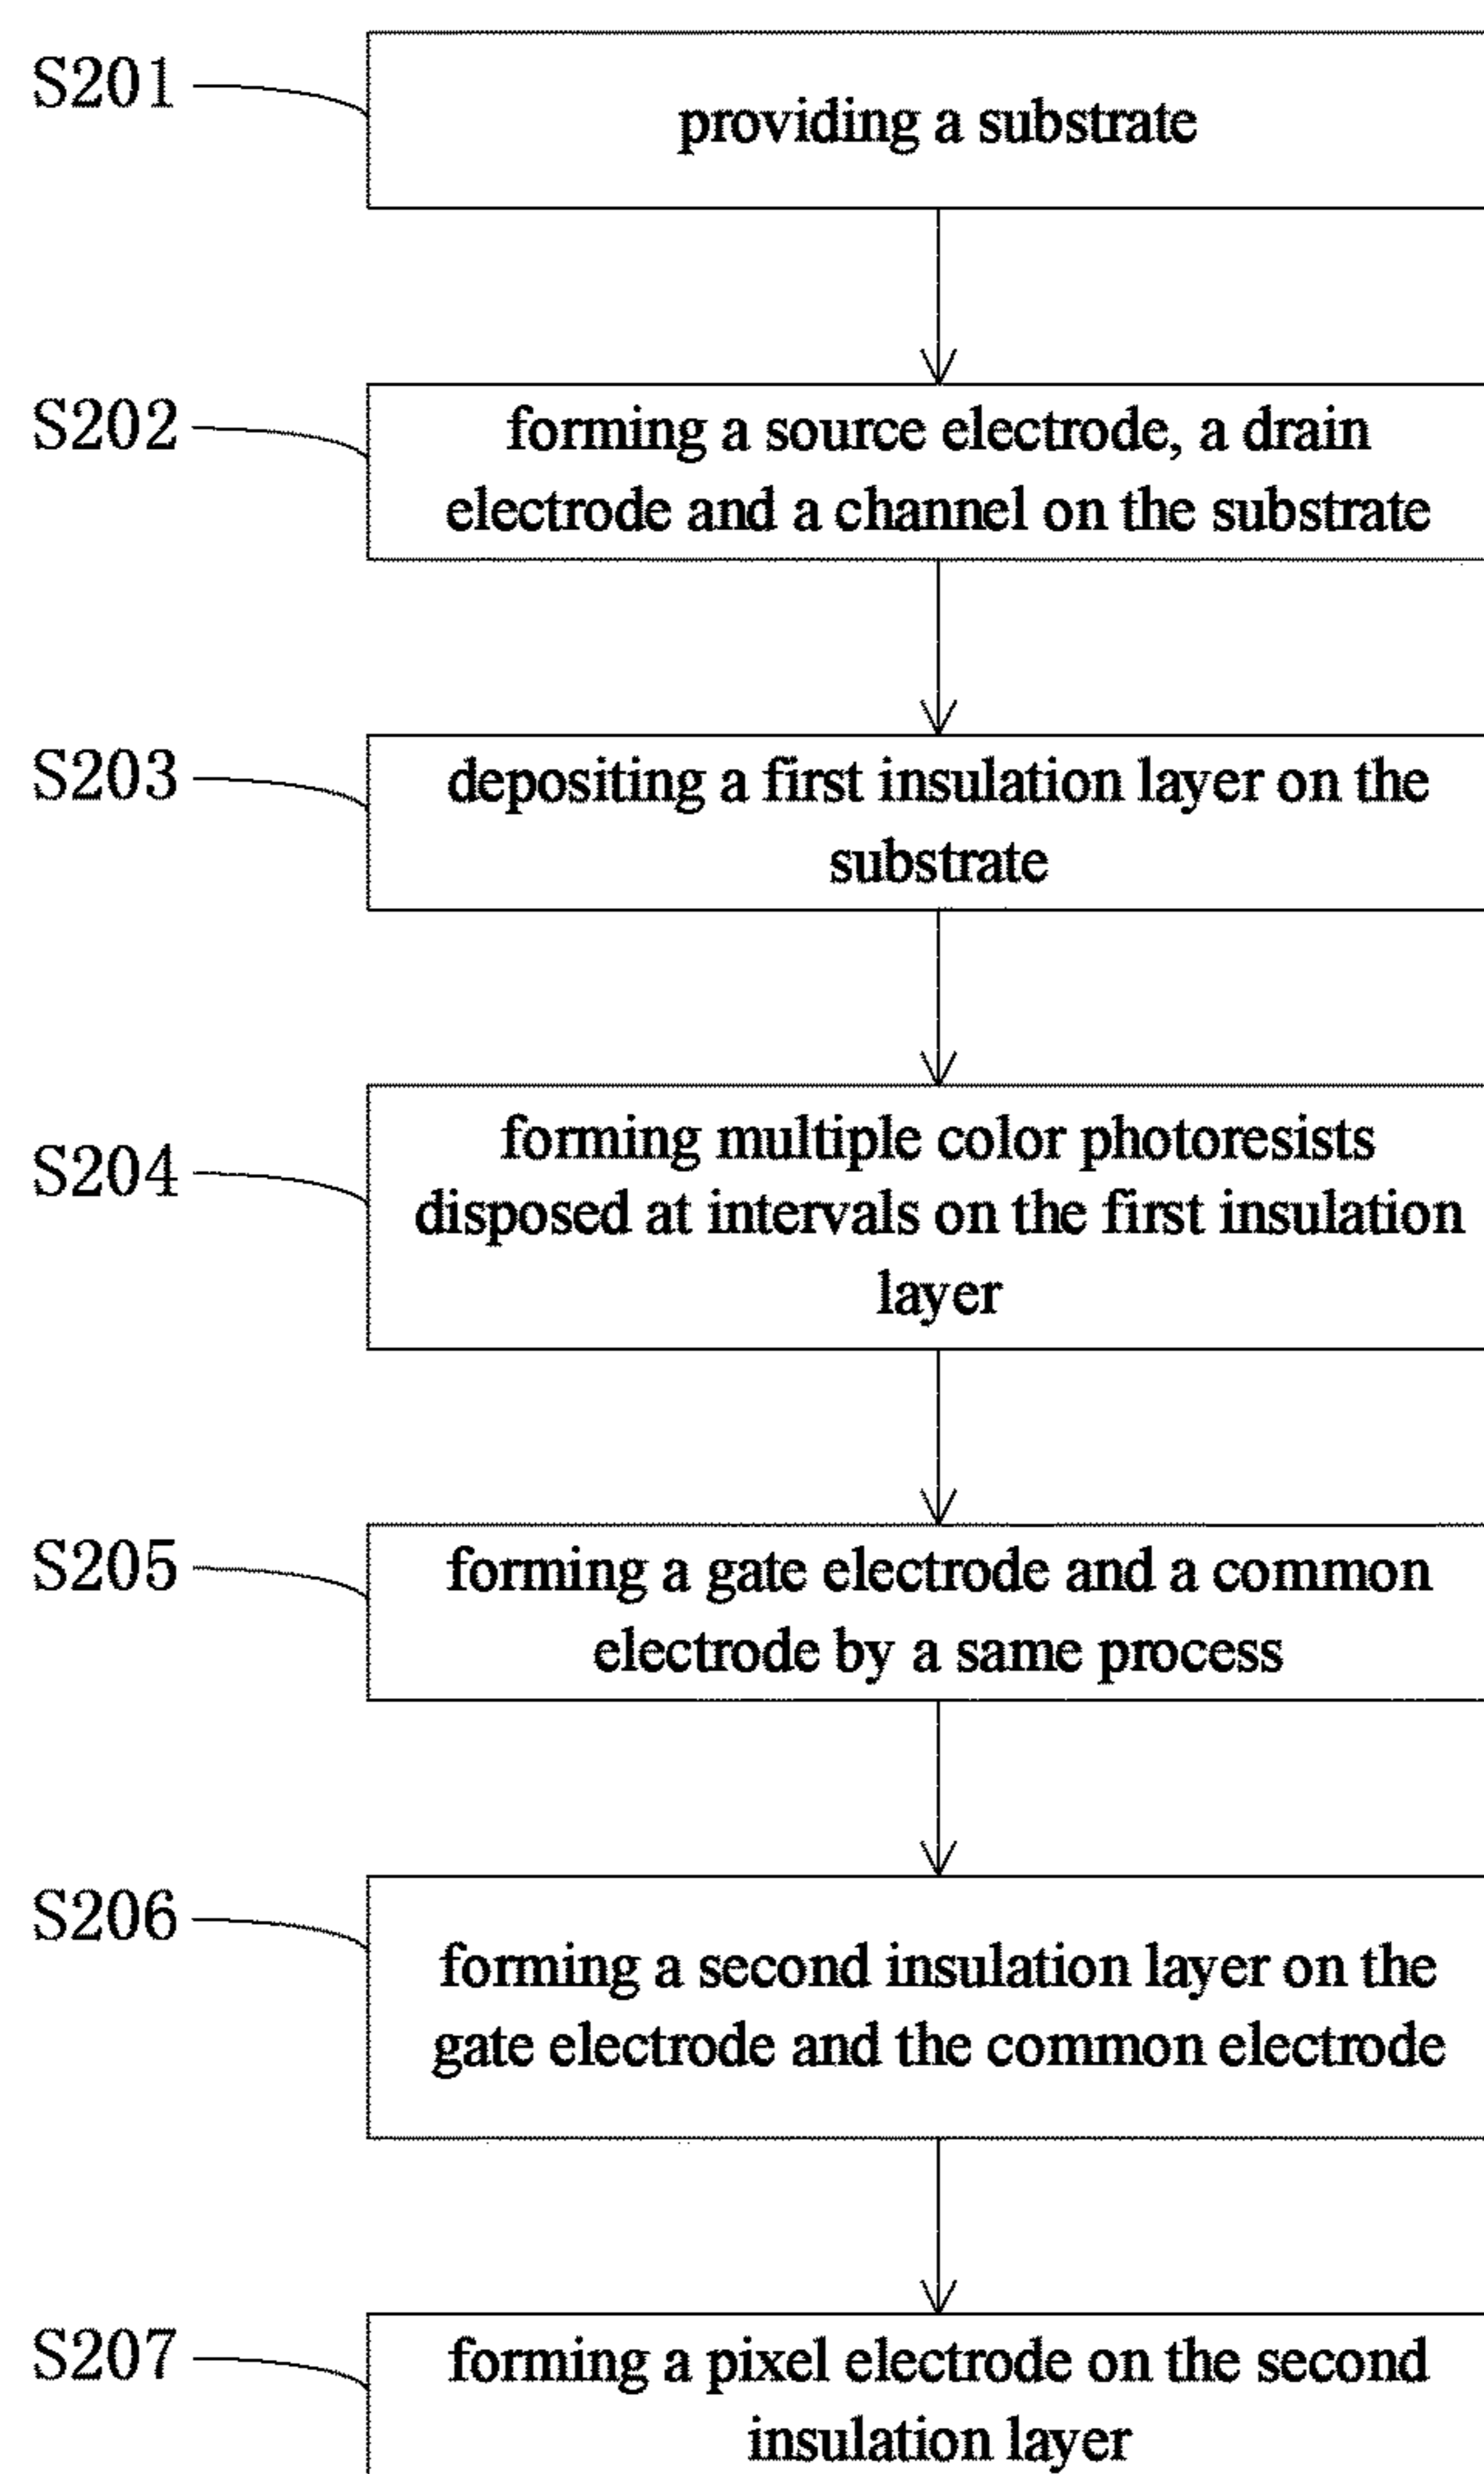 S201
providing a substrate
S202
forming a source electrode, a drain
electrode and a channel on the substrate
S203
depositing a first insulation layer on the
substrate
S204
forming multiple color photoresists
disposed at intervals on the first insulation
layer
S205
forming a gate electrode and a common
electrode by a same process
S206
forming a second insulation layer on the
gate electrode and the common electrode
S207
forming a pixel electrode on the second
insulation layer